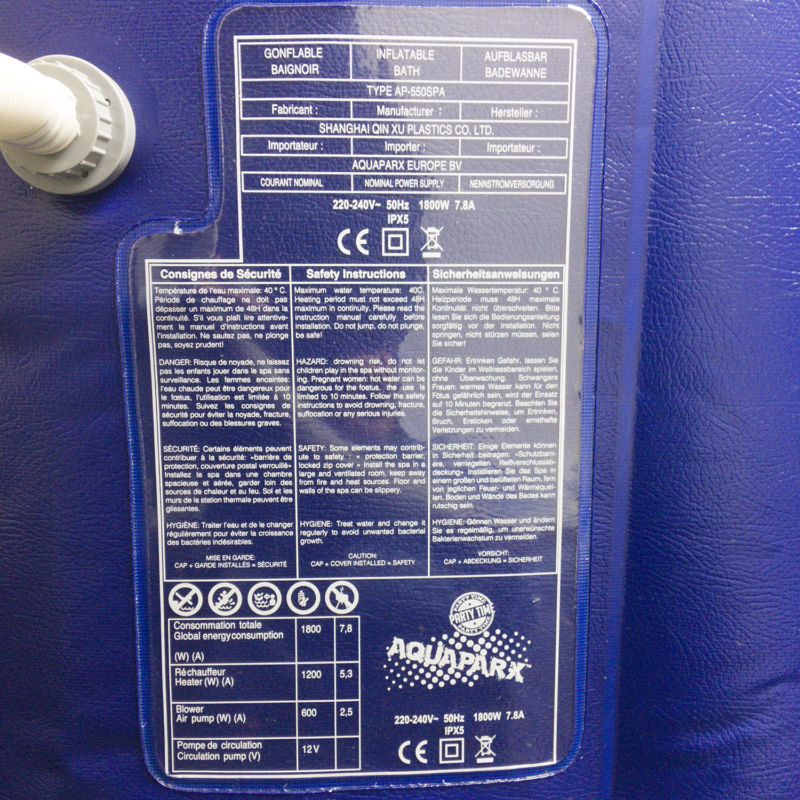 GONFLABLE
BAIGNOIR
INFLATABLE
BATH
AUFBLASBAR
BADEWANNE
TYPE AP-550SPA
Fabricant : Manufacturer : Hersteller :
SHANGHAI QIN XU PLASTICS CO. LTD.
Importateur : Importer : Importateur :
AQUAPARX EUROPE BV
COURANT NOMINAL NOMINAL POWER SUPPLY NENNSTROMVERSORGUNG
220-240V~ 50Hz 1800W 7.8A
IPX5
CE
Consignes de Sécurité
Température de l'eau maximale: 40 ° C.
Période de chauffage ne doit pas
dépasser un maximum de 48H dans la
continuité. S'il vous plaît lire attentive-
ment le manuel d'instructions avant
l'installation. Ne sautez pas, ne plonge
pas, soyez prudent!
DANGER: Risque de noyade, ne laissez
pas les enfants jouer dans le spa sans
surveillance. Les femmes enceintes:
l'eau chaude peut être dangereux pour
le fœtus, l'utilisation est limitée à 10
minutes. Suivez les consignes de
sécurité pour éviter la noyade, fracture,
suffocation ou des blessures graves.
SÉCURITÉ: Certains éléments peuvent
contribuer à la sécurité: «barrière de
protection, couverture postal verrouillé»
Installez le spa dans une chambre
spacieuse et aérée, garder loin des
sources de chaleur et au feu. Sol et les
murs de la station thermale peuvent être
glissantes.
HYGIÈNE: Traiter l'eau et de le changer
régulièrement pour éviter la croissance
des bactéries indésirables.
MISE EN GARDE:
CAP + GARDE INSTALLÉS = SÉCURITÉ
Safety Instructions
Maximum water temperature: 40C.
Heating period must not exceed 48H
maximum in continuity. Please read the
instruction manual carefully before
installation. Do not jump, do not plunge,
be safe!
HAZARD: drowning risk, do not let
children play in the spa without monitor-
ing. Pregnant women: hot water can be
dangerous for the foetus, the use is
limited to 10 minutes. Follow the safety
instructions to avoid drowning, fracture,
suffocation or any serious injuries.
SAFETY: Some elements may contrib-
ute to safety : « protection barrier,
locked zip cover » Install the spa in a
large and ventilated room, keep away
from fire and heat sources. Floor and
walls of the spa can be slippery.
HYGIENE: Treat water and change it
regularly to avoid unwanted bacterial
growth.
CAUTION:
CAP + COVER INSTALLED = SAFETY
Sicherheitsanweisungen
Maximale Wassertemperatur: 40 ° C.
Heizperiode muss 48H maximale
Kontinuität nicht überschreiten. Bitte
lesen Sie sich die Bedienungsanleitung
sorgfältig vor der Installation. Nicht
springen, nicht stürzen müssen, seien
Sie sicher!
GEFAHR: Ertrinken Gefahr, lassen Sie
die Kinder im Wellnessbereich spielen,
ohne Überwachung. Schwangere
Frauen: warmes Wasser kann für den
Fötus gefährlich sein, wird der Einsatz
auf 10 Minuten begrenzt. Beachten Sie
die Sicherheitshinweise, um Ertrinken,
Bruch, Ersticken oder ernsthafte
Verletzungen zu vermeiden.
SICHERHEIT: Einige Elemente können
in Sicherheit beitragen: «Schutzbarri-
ere, verriegelten Reißverschlussab-
deckung» Installieren Sie das Spa in
einem großen und belüfteten Raum, fern
von jeglichen Feuer- und Wärmequel-
len. Boden und Wände des Bades kann
rutschig sein.
HYGIENE: Gönnen Wasser und ändern
Sie es regelmäßig, um unerwünschte
Bakterienwachstum zu vermeiden.
VORSICHT:
CAP + ABDECKUNG = SICHERHEIT
Consommation totale
Global energyconsumption
(W) (A)
1800 7,8
Réchauffeur
Heater (W) (A)
1200 5,3
Blower
Air pump (W) (A)
600 2,5
Pompe de circulation
Circulation pump (V)
12V
PARTY TIME
PARTY TIME
PARTY TIME
AQUAPARX
220-240V~ 50Hz 1800W 7.8A
IPX5
CE